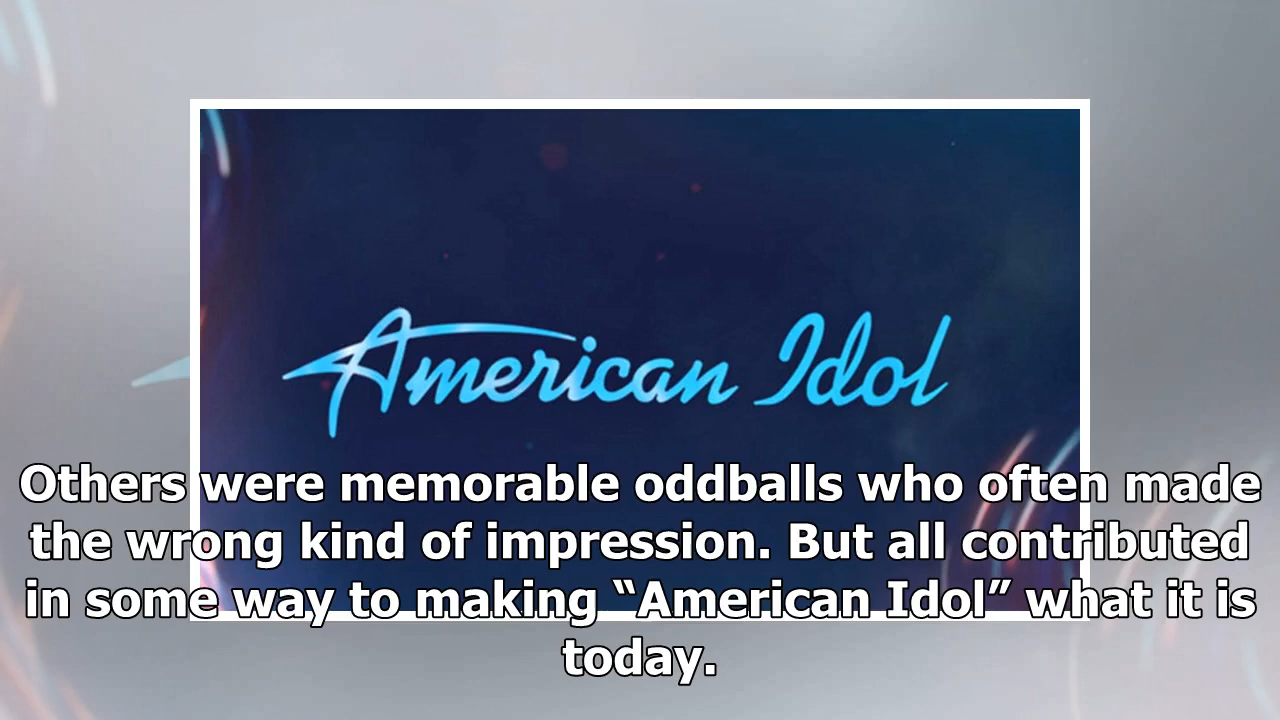 American Idol
Others were memorable oddballs who often made
the wrong kind of impression. But all contributed
in some way to making “American Idol” what it is
today.